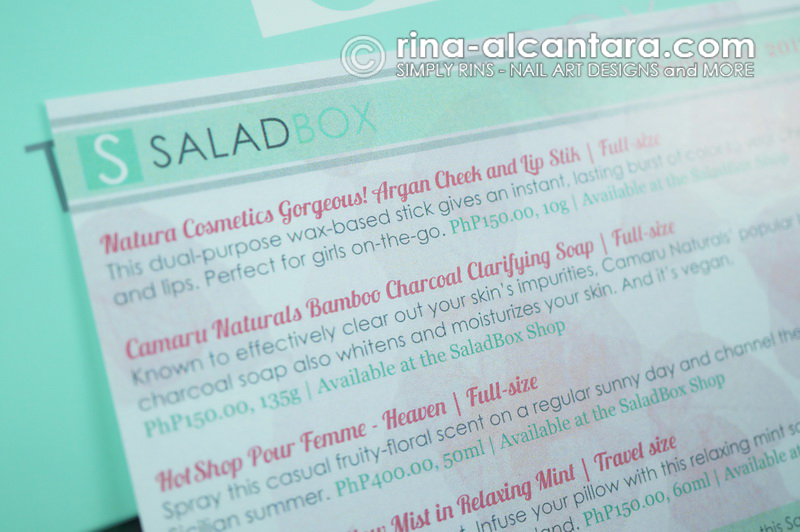 © rina-alcantara.com
SIMPLY RINS - NAIL ART DESIGNS and MORE
T
S SALADBOX
Natura Cosmetics Gorgeous! Argan Cheek and Lip Stik | Full-size
This dual-purpose wax-based stick gives an instant, lasting burst of color to your
and lips. Perfect for girls on-the-go. PhP150.00, 10g | Available at the SaladBox Shop
Camaru Naturals Bamboo Charcoal Clarifying Soap | Full-size
Known to effectively clear out your skin's impurities, Camaru Naturals' popular
charcoal soap also whitens and moisturizes your skin. And it's vegan.
PhP150.00, 135g | Available at the SaladBox Shop
HotShop Pour Femme - Heaven | Full-size
Spray this casual fruity-floral scent on a regular sunny day and channel the
Sicilian summer. PhP400.00, 50ml | Available at the SaladBox Shop
Mist in Relaxing Mint | Travel size
Infuse your pillow with this relaxing mint
PhP150.00, 60ml | Available
this